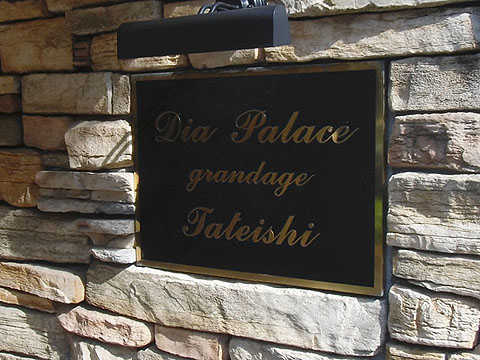 Dia Palace
grandage
Tateishi